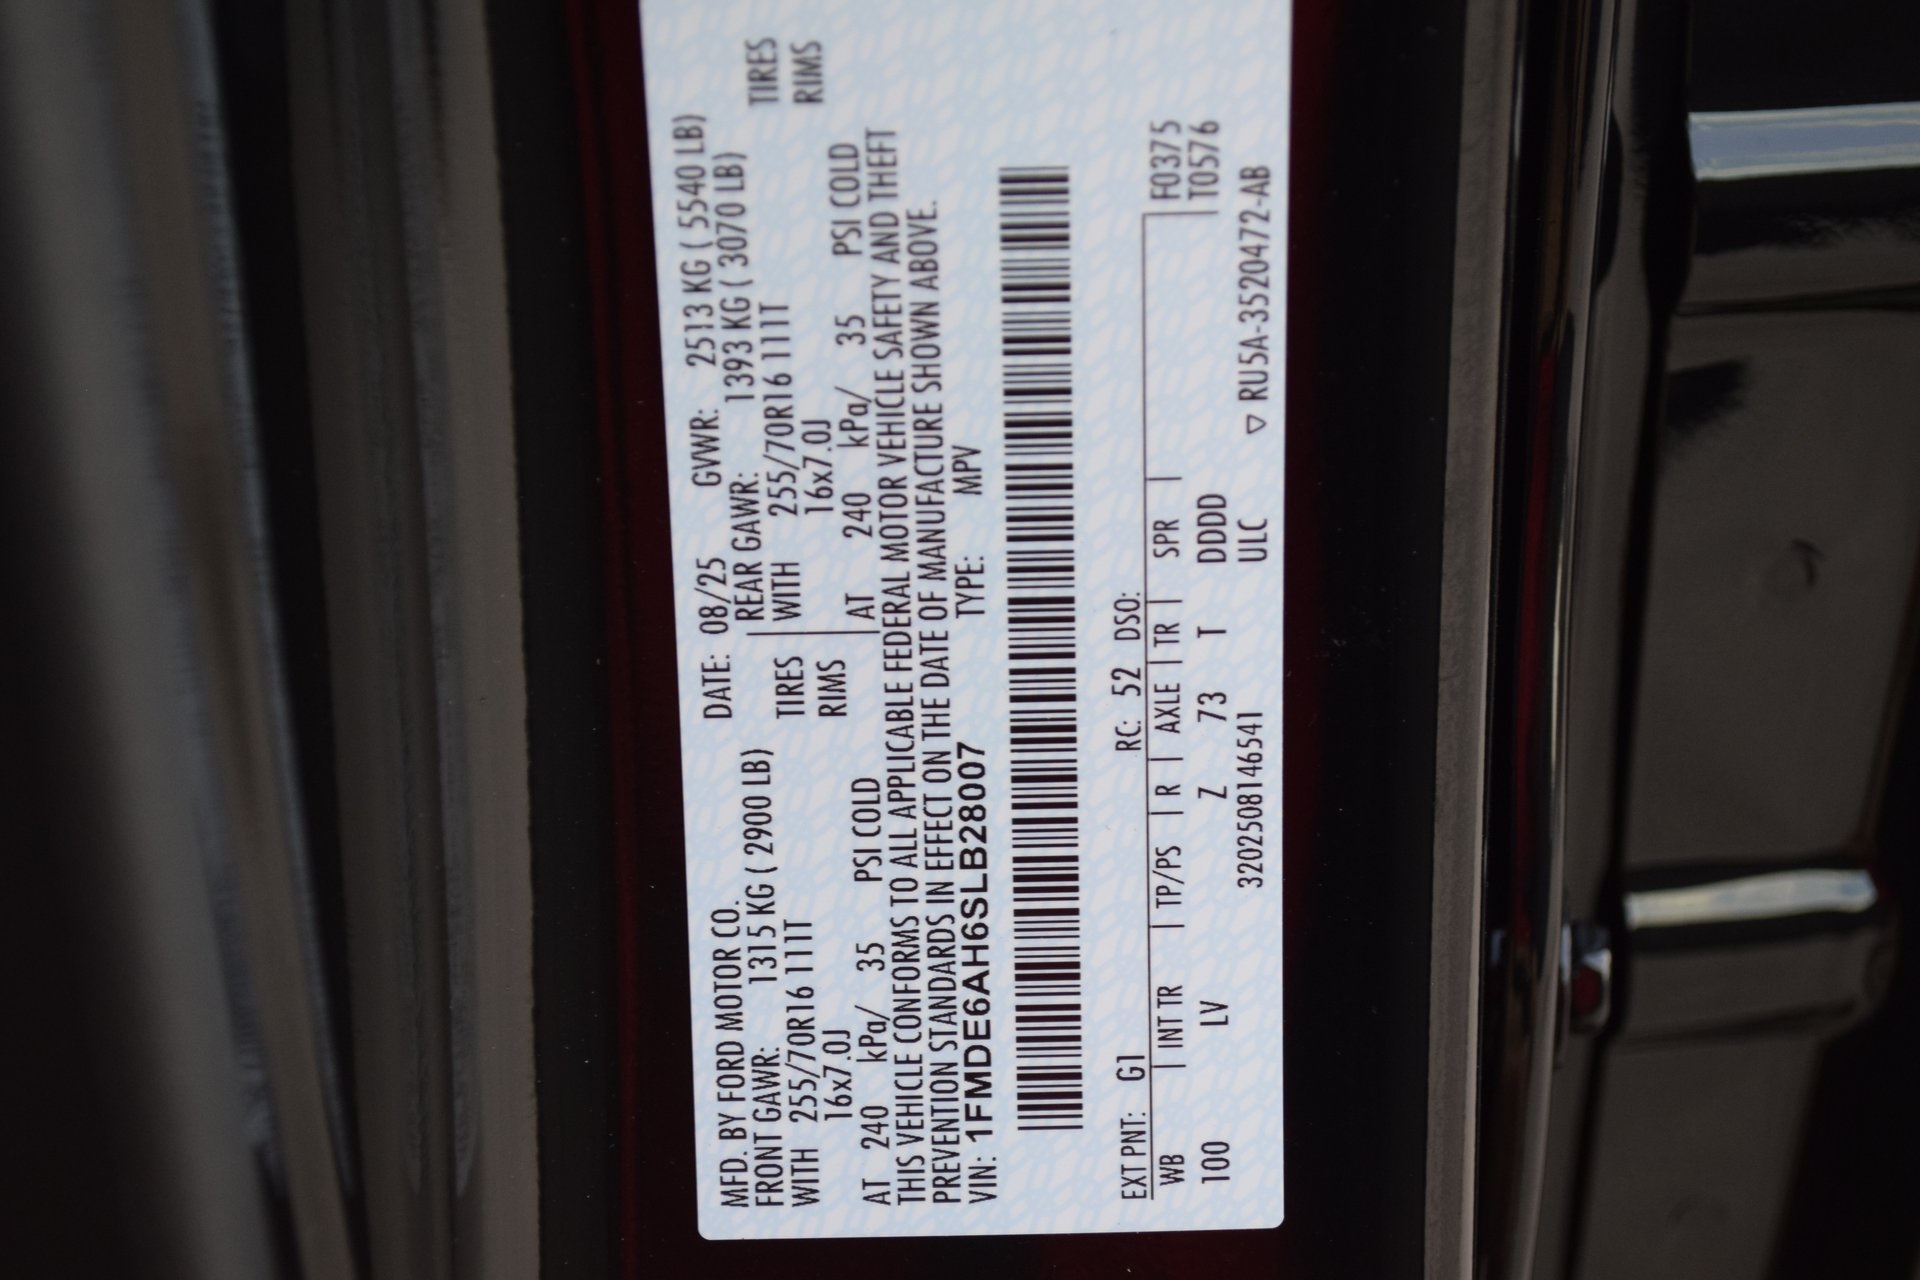 MFD. BY FORD MOTOR CO. DATE: 08/25 GVWR: 2513 KG ( 5540 LB)
FRONT GAWR: 1315 KG ( 2900 LB) REAR GAWR: 1393 KG ( 3070 LB)
WITH 255/70R16 111T TIRES WITH 255/70R16 111T TIRES
16x7.0J RIMS 16x7.0J RIMS
AT 240 kPa/ 35 PSI COLD AT 240 kPa/ 35 PSI COLD
THIS VEHICLE CONFORMS TO ALL APPLICABLE FEDERAL MOTOR VEHICLE SAFETY AND THEFT
PREVENTION STANDARDS IN EFFECT ON THE DATE OF MANUFACTURE SHOWN ABOVE.
VIN: 1FMDE6AH6SLB28007 TYPE: MPV
EXT PNT: G1 RC: 52 DSO: F0375
WB | INT TR | TP/PS | R | AXLE | TR | SPR | T0576
100 LV Z 73 T DDDD
320250814654 1 ULC ▽ RU5A-3520472-AB